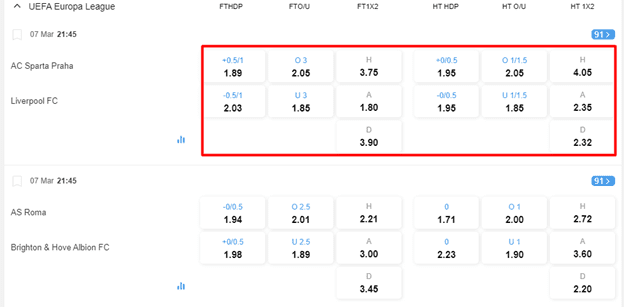 UEFA Europa League FTHDP FTO/U FT1X2 HT HDP HT O/U HT 1X2
07 Mar 21:45 91 >
+0.5/1 O 3 H +0/0.5 O 1/1.5 H
AC Sparta Praha 1.89 2.05 3.75 1.95 2.05 4.05
-0.5/1 U 3 A -0/0.5 U 1/1.5 A
Liverpool FC 2.03 1.85 1.80 1.95 1.85 2.35
D D
3.90 2.32
07 Mar 21:45 91 >
-0/0.5 O 2.5 H 0 O 1 H
AS Roma 1.94 2.01 2.21 1.71 2.00 2.72
+0/0.5 U 2.5 A 0 U 1 A
Brighton & Hove Albion FC 1.98 1.89 3.00 2.23 1.90 3.60
D D
3.45 2.20